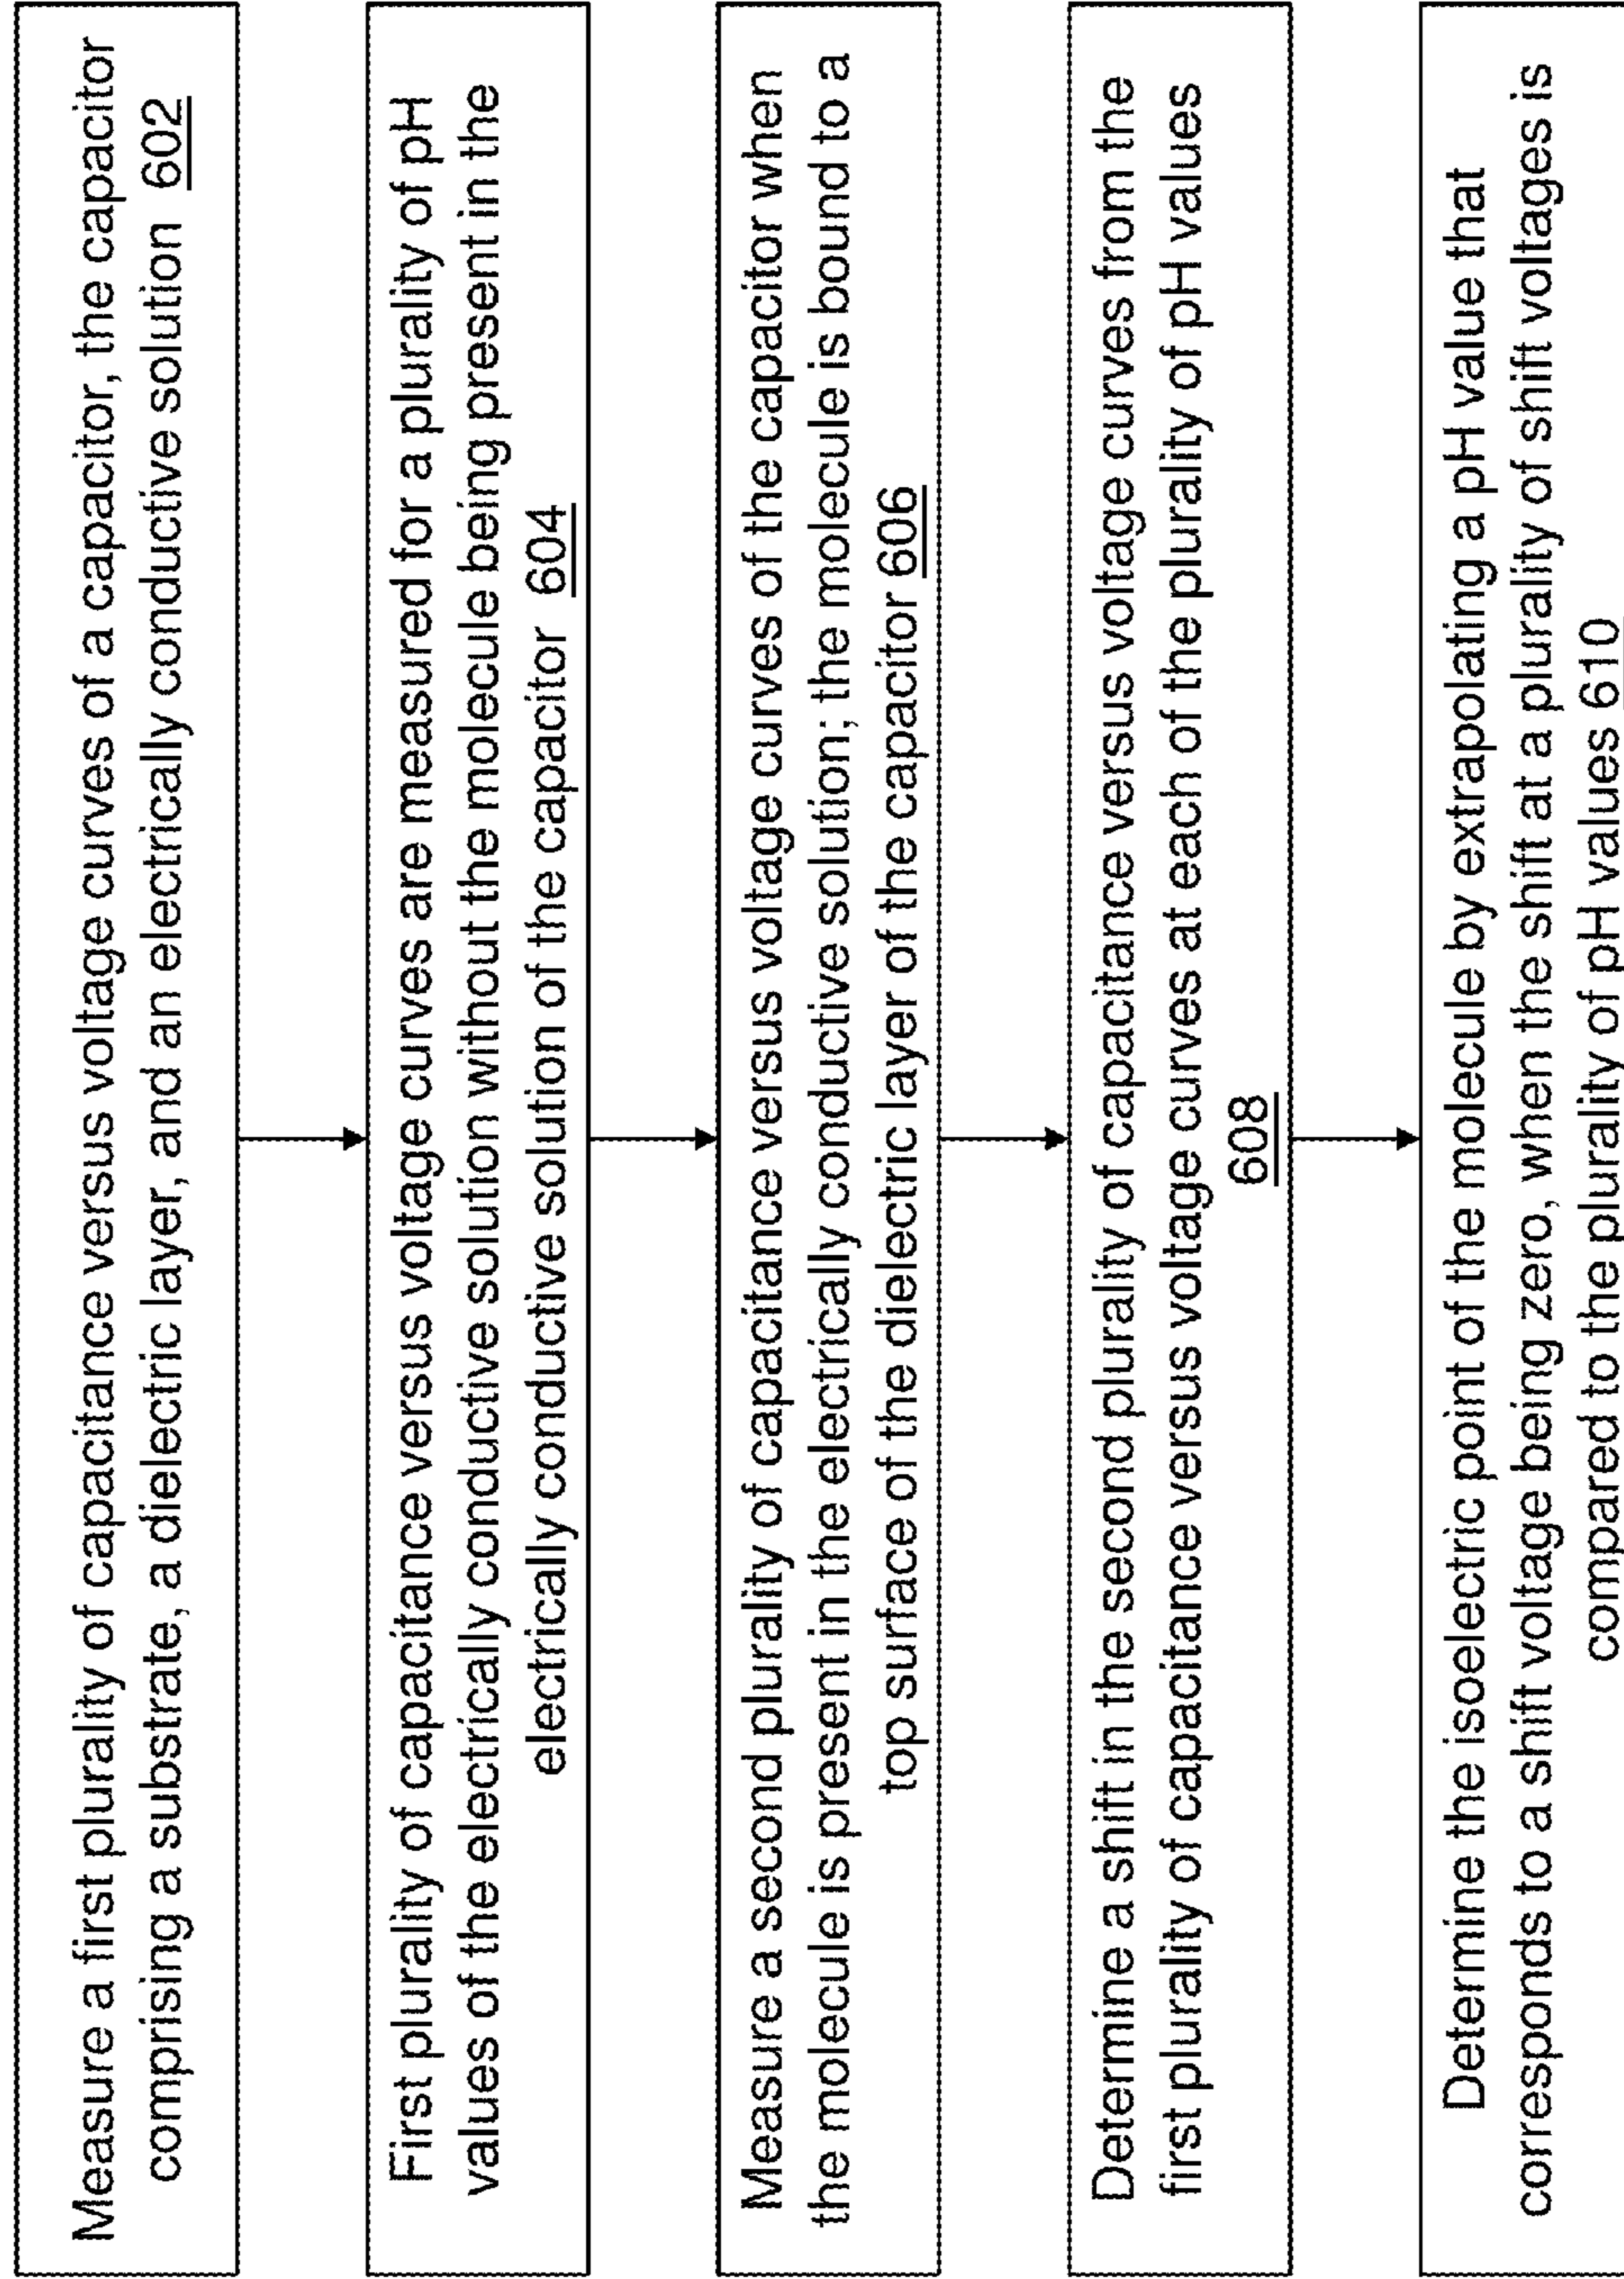 Measure a first plurality of capacitance versus voltage curves of a capacitor, the capacitor
comprising a substrate, a dielectric layer, and an electrically conductive solution 602
First plurality of capacitance versus voltage curves are measured for a plurality of pH
values of the electrically conductive solution without the molecule being present in the
electrically conductive solution of the capacitor 604
Measure a second plurality of capacitance versus voltage curves of the capacitor when
the molecule is present in the electrically conductive solution; the molecule is bound to a
top surface of the dielectric layer of the capacitor 606
Determine a shift in the second plurality of capacitance versus voltage curves from the
first plurality of capacitance versus voltage curves at each of the plurality of pH values
608
Determine the isoelectric point of the molecule by extrapolating a pH value that
corresponds to a shift voltage being zero, when the shift at a plurality of shift voltages is
compared to the plurality of pH values 610